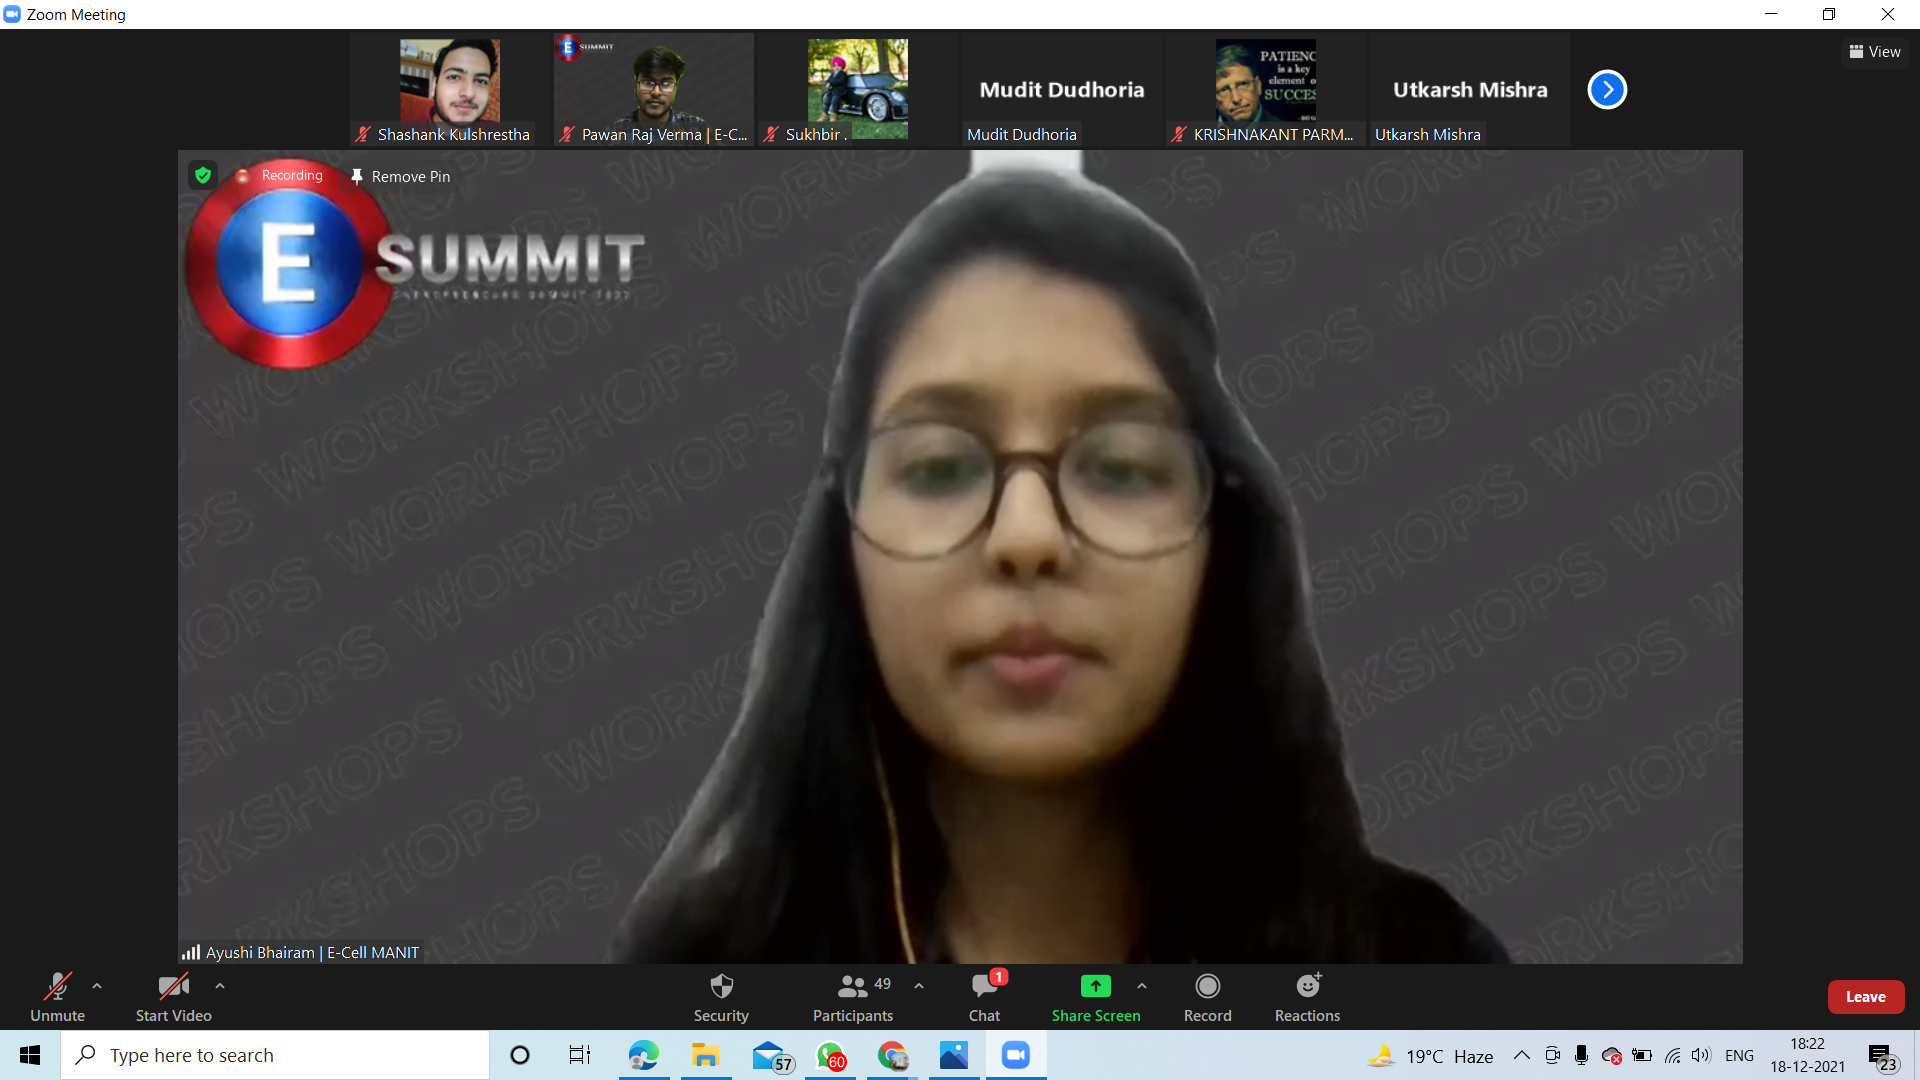 Zoom Meeting
View
SUMMIT
PATIENC
is a key
element o
SUCCES
Mudit Dudhoria
Utkarsh Mishra
Shashank Kulshrestha
Pawan Raj Verma | E-C...
Sukhbir .
Mudit Dudhoria
KRISHNAKANT PARM...
Utkarsh Mishra
Recording
Remove Pin
E
SUMMIT
WORKSHOPS WORKSHOPS WORKSHOPS
Ayushi Bhairam | E-Cell MANIT
Unmute
Start Video
Security
49
Participants
1
Chat
Share Screen
Record
Reactions
Leave
Type here to search
57
60
19°C Haze
ENG
18:22
18-12-2021
23